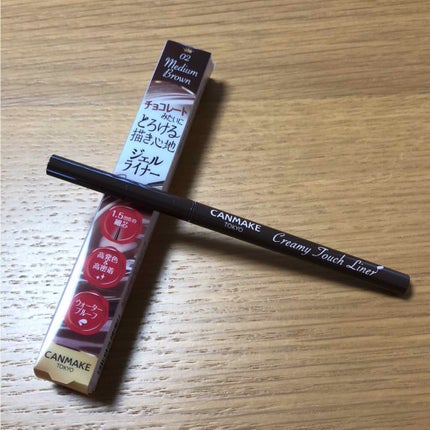 02
Medium
Brown
チョコレート
みたいに
とろける
描き心地
ジェル
ライナー
1.5mmの
細芯
高発色
高密着
ウォーター
プルーフ
CANMAKE
TOKYO
CANMAKE
TOKYO
Creamy Touch Liner